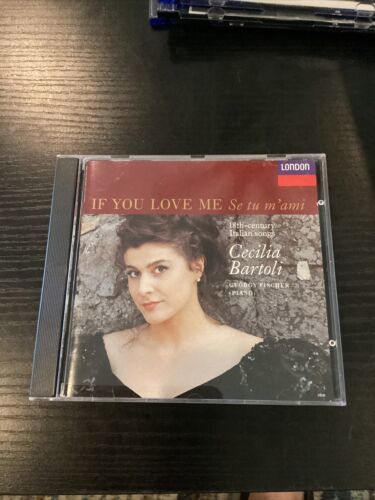 LONDON
IF YOU LOVE ME Se tu m'ami
18th-century
Italian songs
Cecilia
Bartoli
GYÖRGY FISCHER
PIANO